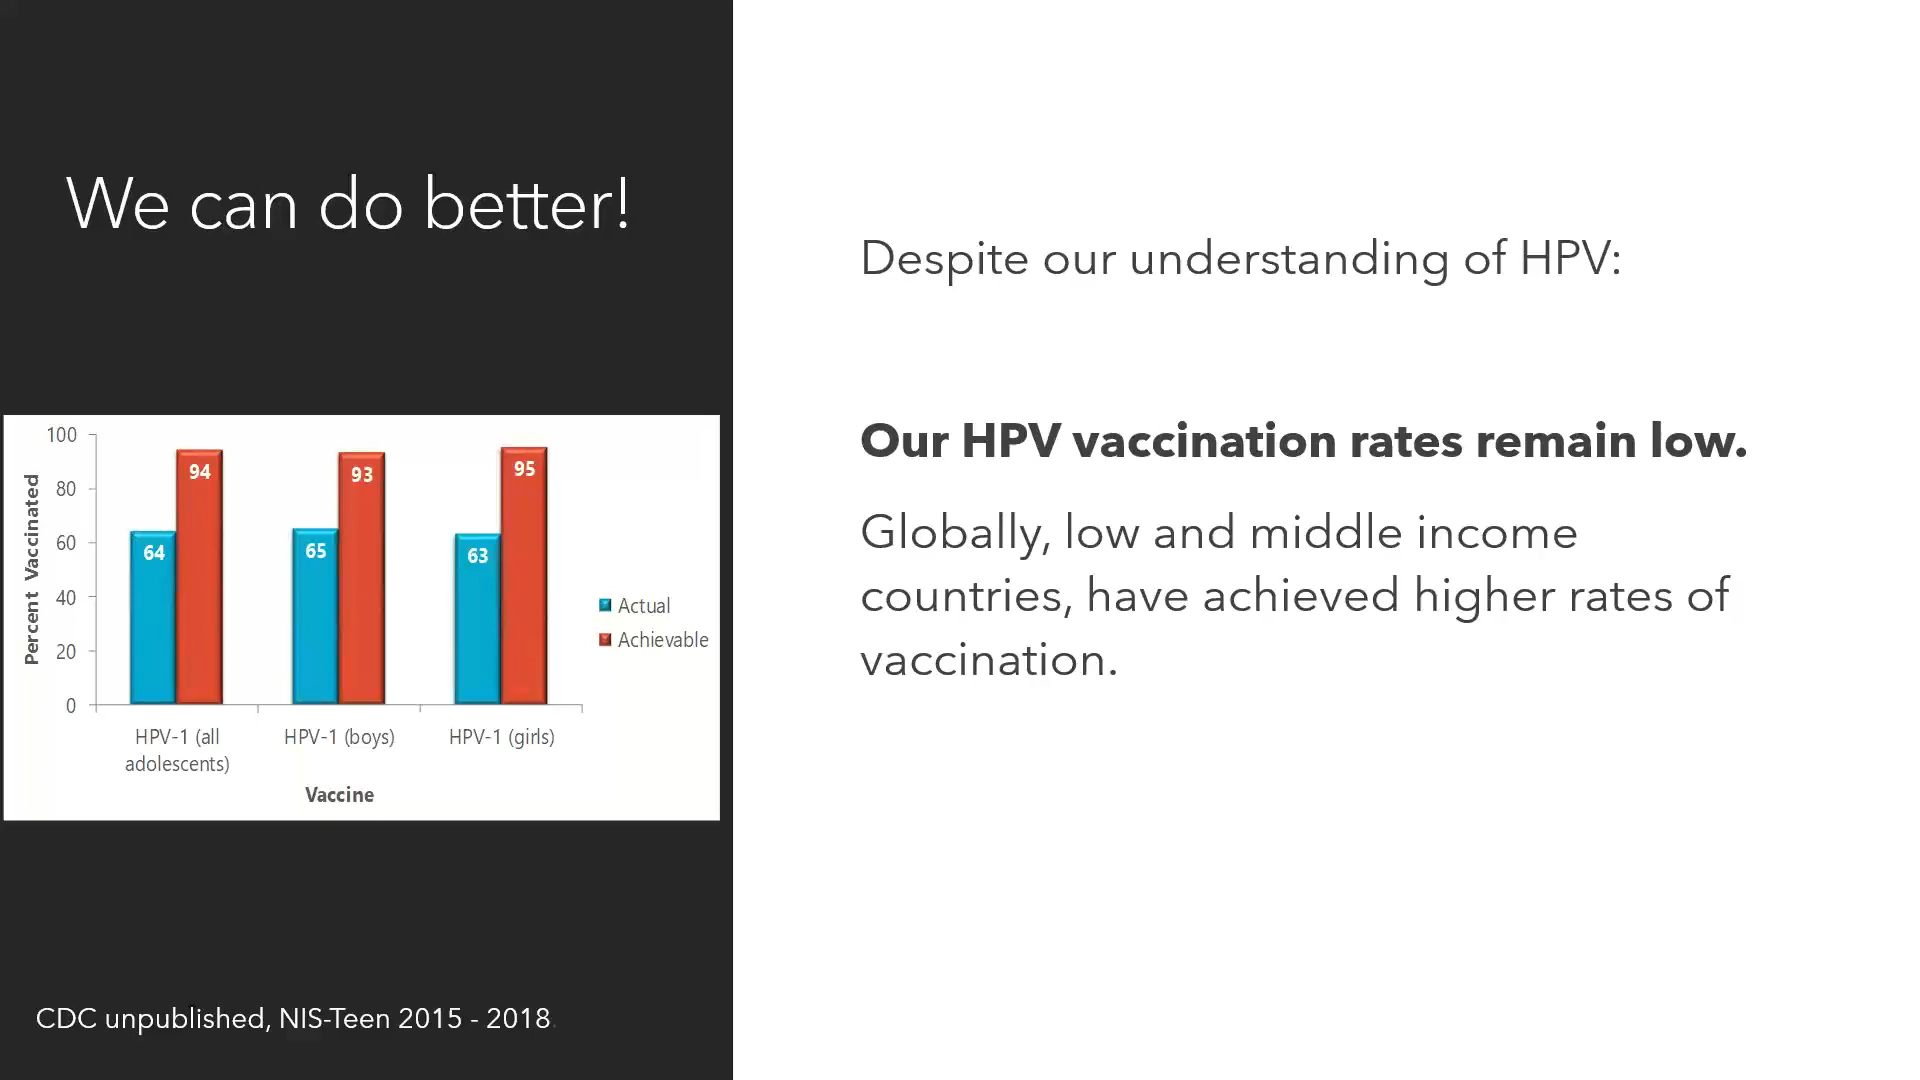 We can do better!
100
80
60
40
20
0
Percent Vaccinated
64
94
65
93
63
95
Actual
Achievable
HPV-1 (all
adolescents)
HPV-1 (boys)
HPV-1 (girls)
Vaccine
CDC unpublished, NIS-Teen 2015 - 2018.
Despite our understanding of HPV:
Our HPV vaccination rates remain low.
Globally, low and middle income
countries, have achieved higher rates of
vaccination.